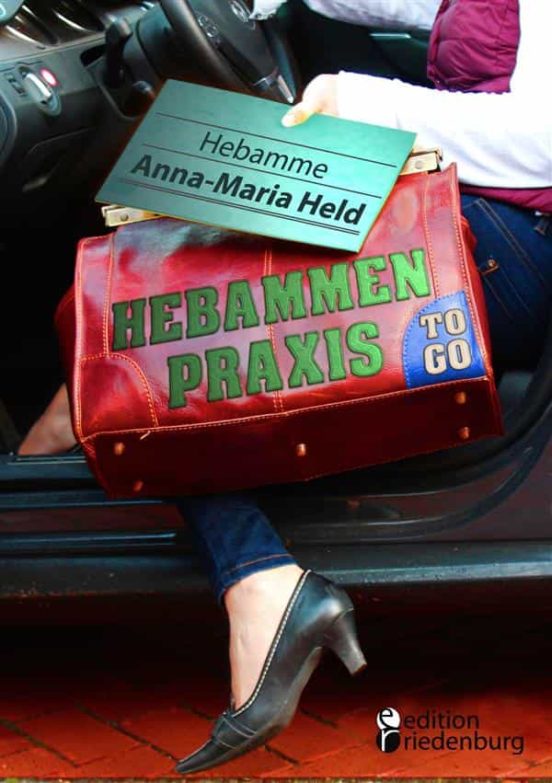 Hebamme
Anna-Maria Held
HEBAMMEN
PRAXIS
TO
GO
edition
riedenburg